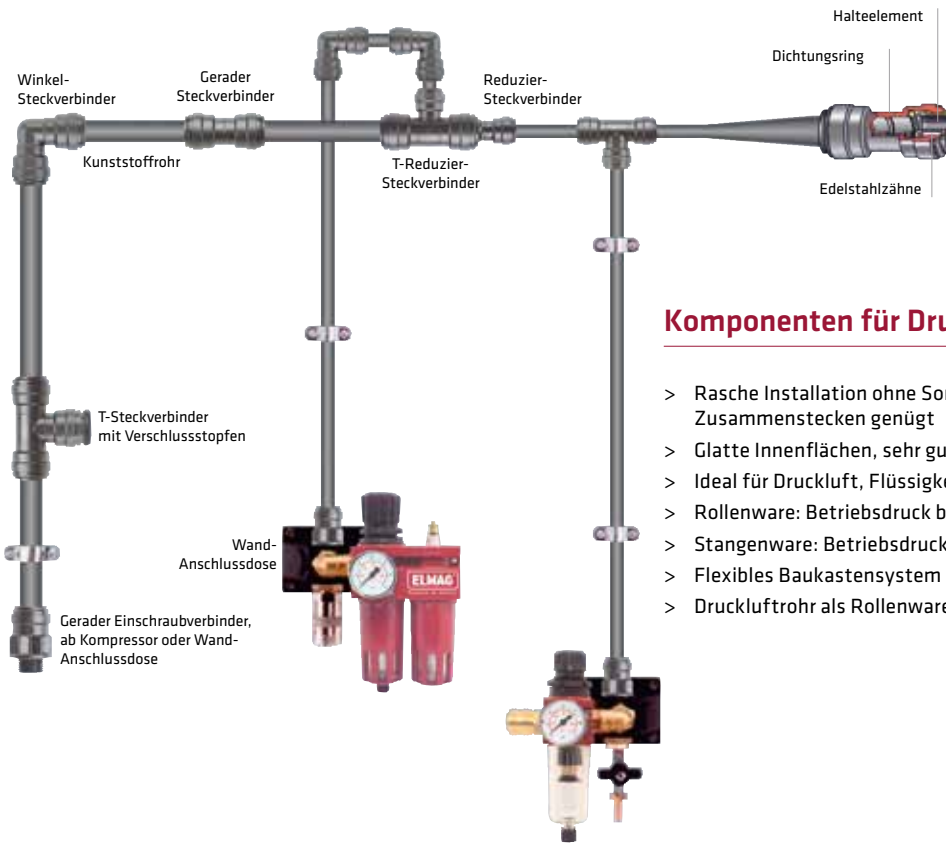 Halteelement
Dichtungsring
Winkel-
Steckverbinder
Gerader
Steckverbinder
Reduzier-
Steckverbinder
Kunststoffrohr
T-Reduzier-
Steckverbinder
Edelstahlzähne
Komponenten für Dru
> Rasche Installation ohne Son
Zusammenstecken genügt
> Glatte Innenflächen, sehr gu
> Ideal für Druckluft, Flüssigke
> Rollenware: Betriebsdruck b
> Stangenware: Betriebsdruck
> Flexibles Baukastensystem
> Druckluftrohr als Rollenware
T-Steckverbinder
mit Verschlussstopfen
Wand-
Anschlussdose
ELMAG
Gerader Einschraubverbinder,
ab Kompressor oder Wand-
Anschlussdose